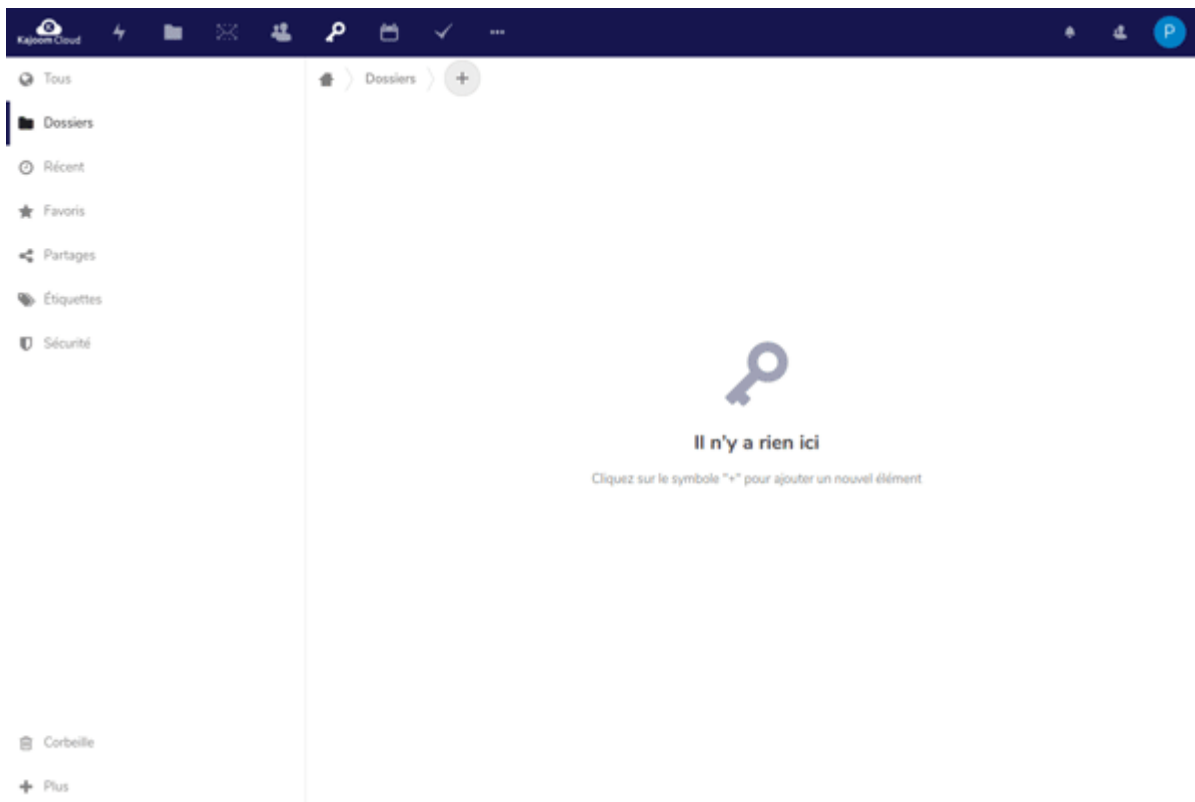 Kajoom Cloud
P
Tous
Dossiers
Récent
Favoris
Partages
Étiquettes
Sécurité
Corbeille
Plus
Dossiers
Il n'y a rien ici
Cliquez sur le symbole "+" pour ajouter un nouvel élément